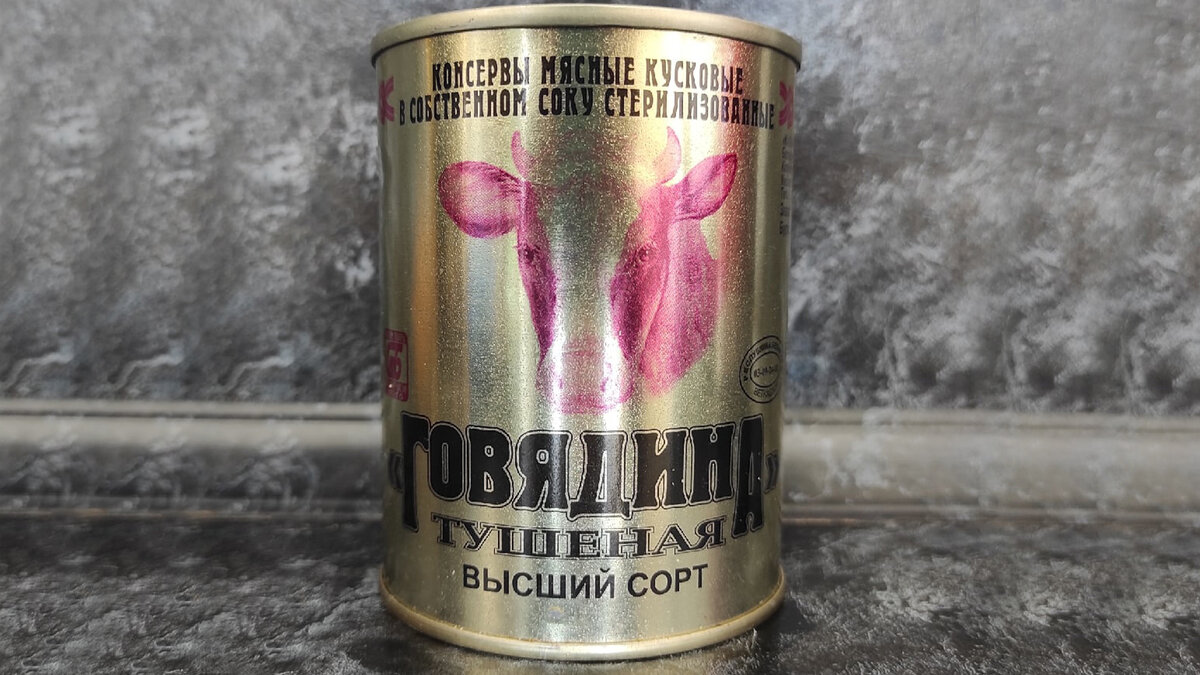 КОНСЕРВЫ МЯСНЫЕ КУСКОВЫЕ
В СОБСТВЕННОМ СОКУ СТЕРИЛИЗОВАННЫЕ
«ГОВЯДИНА»
ТУШЕНАЯ
ВЫСШИЙ СОРТ